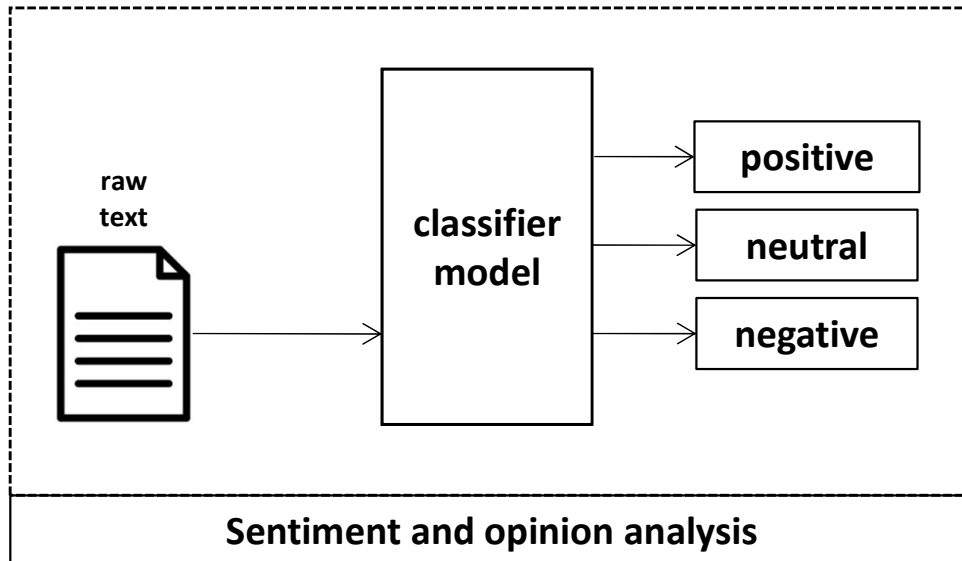 raw
text
classifier
model
positive
neutral
negative
Sentiment and opinion analysis